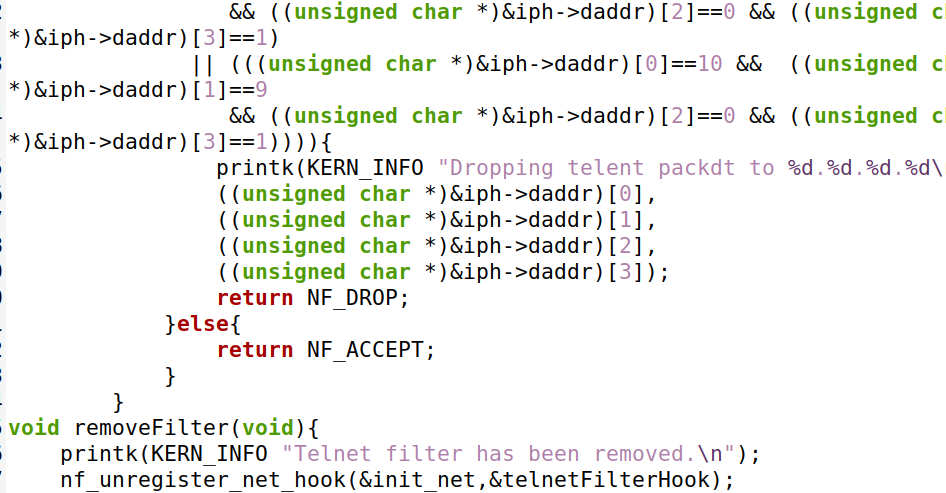 && ((unsigned char *)&iph->daddr)[2]==0 && ((unsigned
*)&iph->daddr)[3]==1)
|| (((unsigned char *)&iph->daddr)[0]==10 &&  ((unsigned
*)&iph->daddr)[1]==9
&& ((unsigned char *)&iph->daddr)[2]==0 && ((unsigned
*)&iph->daddr)[3]==1)))){
printk(KERN_INFO "Dropping telent packdt to %d.%d.%d.%d\
((unsigned char *)&iph->daddr)[0],
((unsigned char *)&iph->daddr)[1],
((unsigned char *)&iph->daddr)[2],
((unsigned char *)&iph->daddr)[3]);
return NF_DROP;
}else{
return NF_ACCEPT;
}
}
void removeFilter(void){
printk(KERN_INFO "Telnet filter has been removed.\n");
nf_unregister_net_hook(&init_net,&telnetFilterHook);